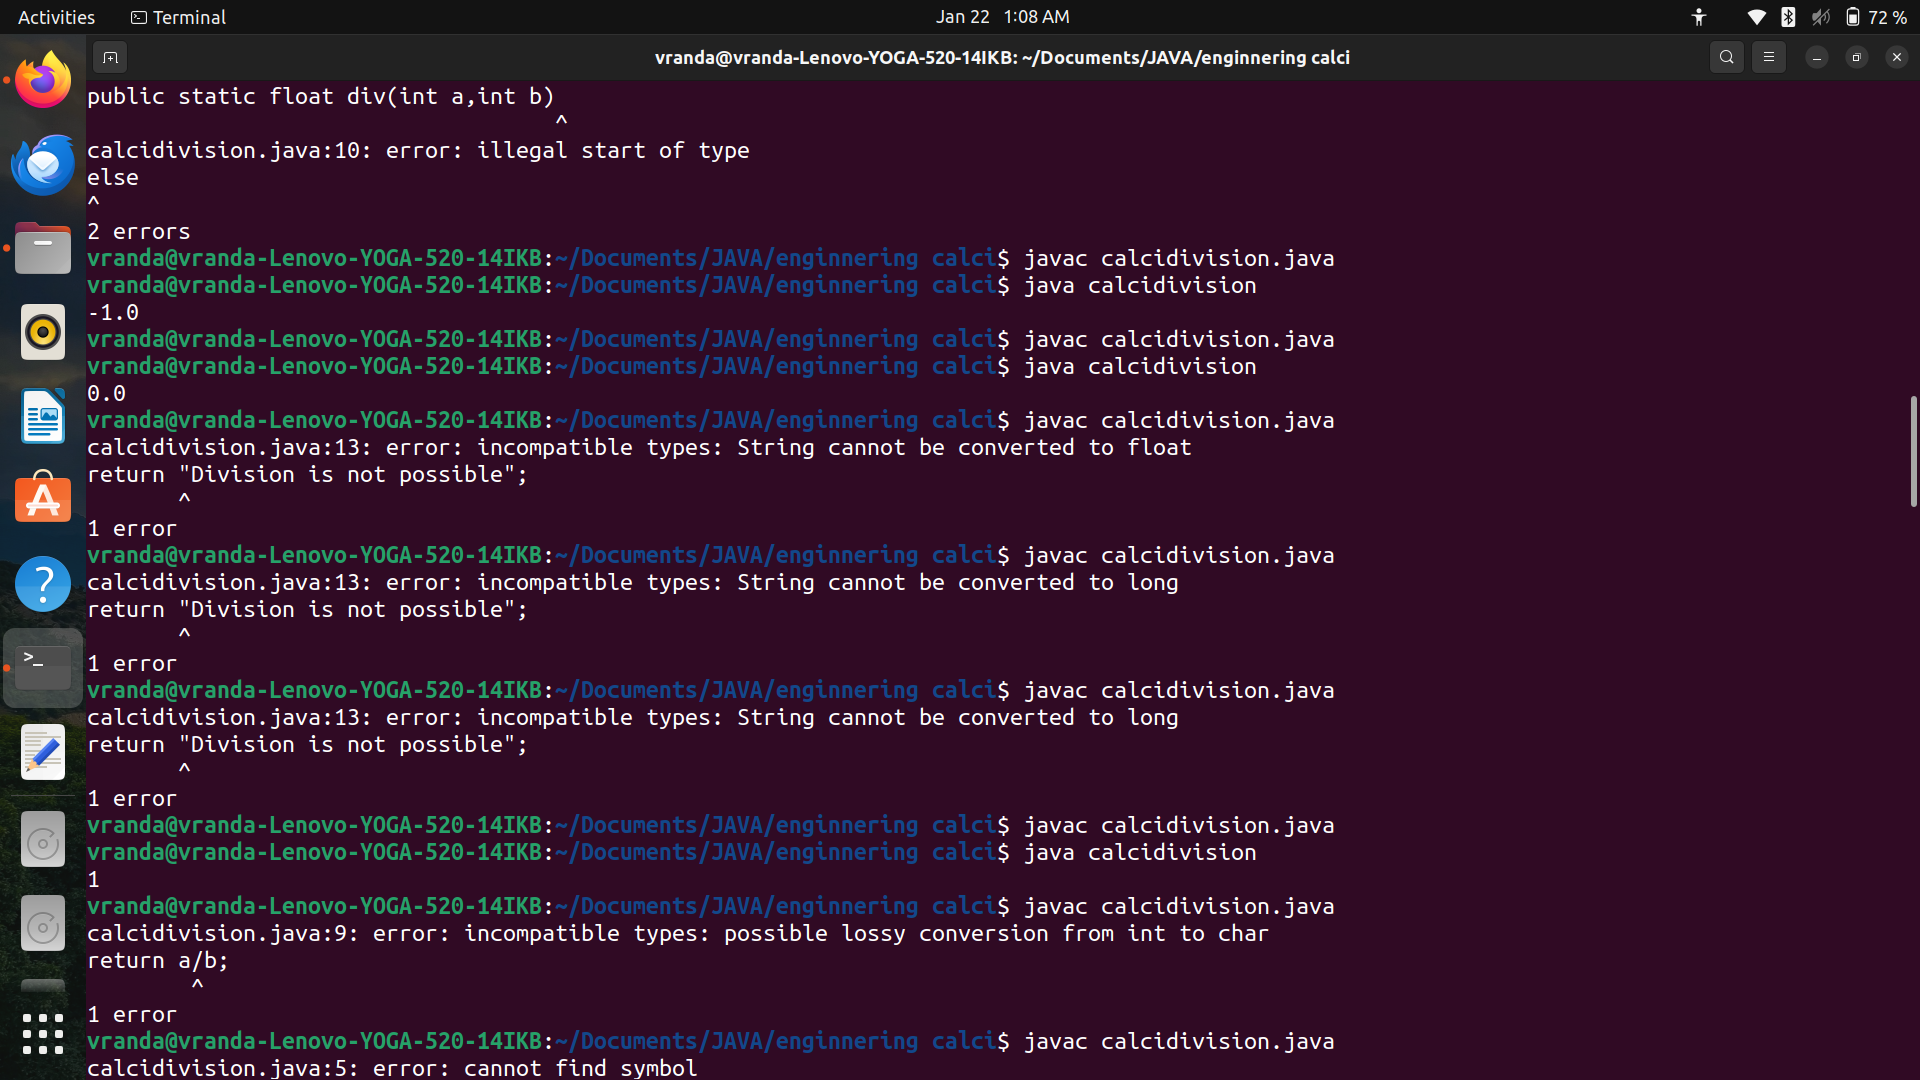 Activities Terminal Jan 22 1:08 AM 72 %
vranda@vranda-Lenovo-YOGA-520-14IKB: ~/Documents/JAVA/enginnering calci
public static float div(int a,int b)
^
calcidivision.java:10: error: illegal start of type
else
^
2 errors
vranda@vranda-Lenovo-YOGA-520-14IKB:~/Documents/JAVA/enginnering calci$ javac calcidivision.java
vranda@vranda-Lenovo-YOGA-520-14IKB:~/Documents/JAVA/enginnering calci$ java calcidivision
-1.0
vranda@vranda-Lenovo-YOGA-520-14IKB:~/Documents/JAVA/enginnering calci$ javac calcidivision.java
vranda@vranda-Lenovo-YOGA-520-14IKB:~/Documents/JAVA/enginnering calci$ java calcidivision
0.0
vranda@vranda-Lenovo-YOGA-520-14IKB:~/Documents/JAVA/enginnering calci$ javac calcidivision.java
calcidivision.java:13: error: incompatible types: String cannot be converted to float
return "Division is not possible";
^
1 error
vranda@vranda-Lenovo-YOGA-520-14IKB:~/Documents/JAVA/enginnering calci$ javac calcidivision.java
calcidivision.java:13: error: incompatible types: String cannot be converted to long
return "Division is not possible";
^
1 error
vranda@vranda-Lenovo-YOGA-520-14IKB:~/Documents/JAVA/enginnering calci$ javac calcidivision.java
calcidivision.java:13: error: incompatible types: String cannot be converted to long
return "Division is not possible";
^
1 error
vranda@vranda-Lenovo-YOGA-520-14IKB:~/Documents/JAVA/enginnering calci$ javac calcidivision.java
vranda@vranda-Lenovo-YOGA-520-14IKB:~/Documents/JAVA/enginnering calci$ java calcidivision
1
vranda@vranda-Lenovo-YOGA-520-14IKB:~/Documents/JAVA/enginnering calci$ javac calcidivision.java
calcidivision.java:9: error: incompatible types: possible lossy conversion from int to char
return a/b;
^
1 error
vranda@vranda-Lenovo-YOGA-520-14IKB:~/Documents/JAVA/enginnering calci$ javac calcidivision.java
calcidivision.java:5: error: cannot find symbol